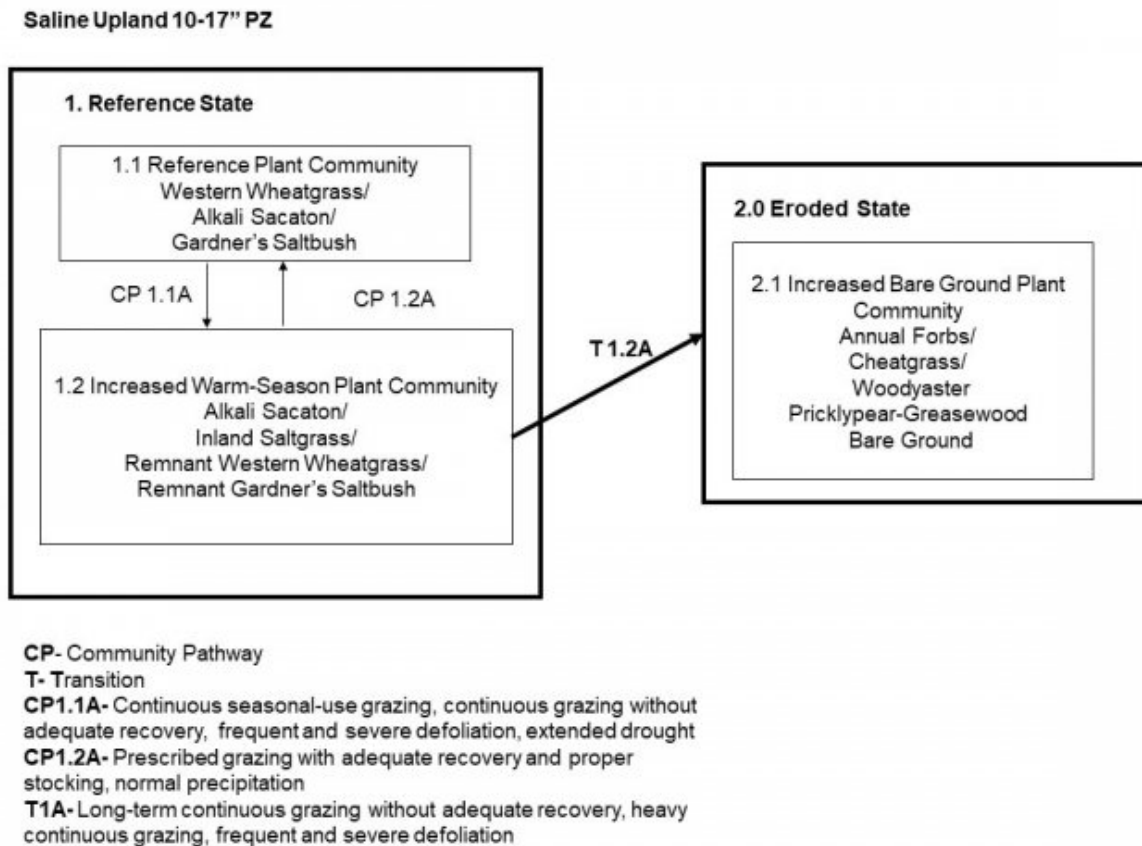 Saline Upland 10-17” PZ
1. Reference State
1.1 Reference Plant Community
Western Wheatgrass/
Alkali Sacaton/
Gardner’s Saltbush
CP 1.1A
CP 1.2A
1.2 Increased Warm-Season Plant Community
Alkali Sacaton/
Inland Saltgrass/
Remnant Western Wheatgrass/
Remnant Gardner’s Saltbush
T 1.2A
2.0 Eroded State
2.1 Increased Bare Ground Plant
Community
Annual Forbs/
Cheatgrass/
Woodyaster
Pricklypear-Greasewood
Bare Ground
CP- Community Pathway
T- Transition
CP1.1A- Continuous seasonal-use grazing, continuous grazing without
adequate recovery, frequent and severe defoliation, extended drought
CP1.2A- Prescribed grazing with adequate recovery and proper
stocking, normal precipitation
T1A- Long-term continuous grazing without adequate recovery, heavy
continuous grazing, frequent and severe defoliation